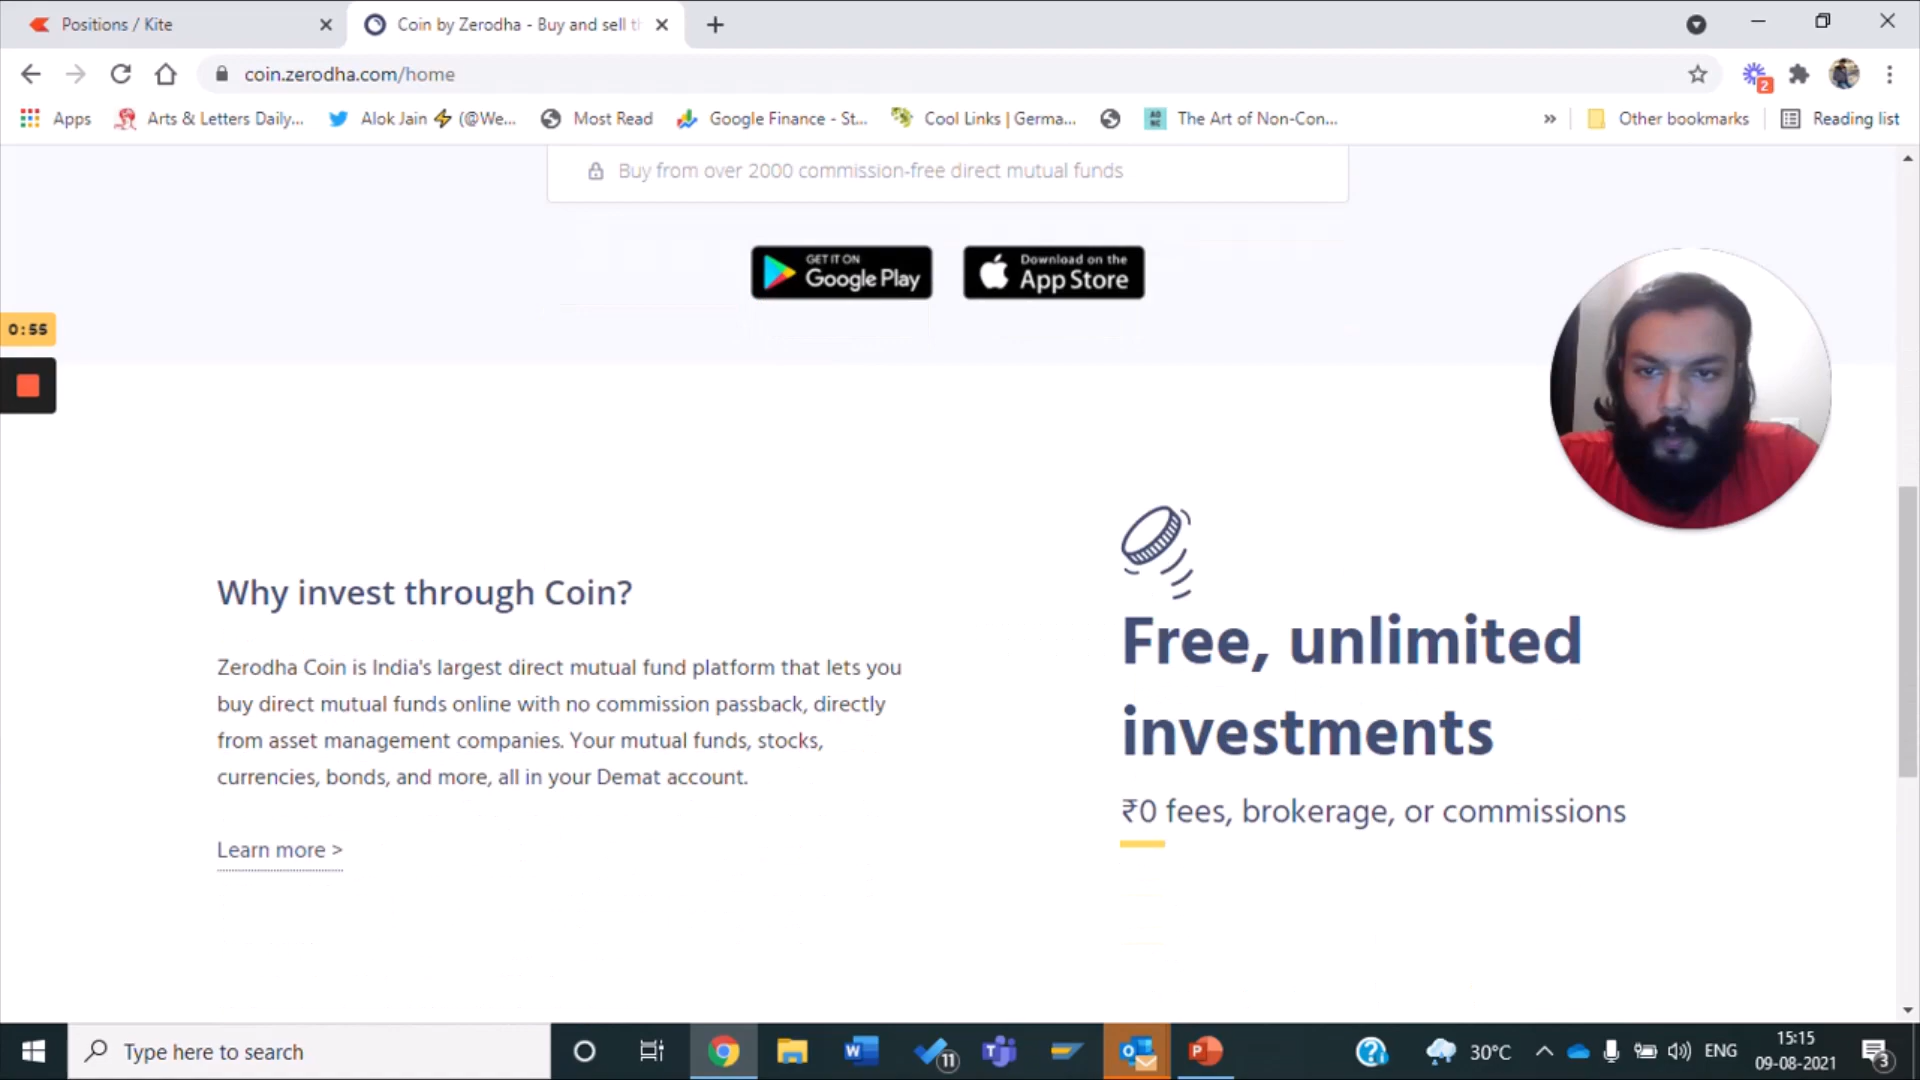 Positions / Kite
Coin by Zerodha - Buy and sell t
coin.zerodha.com/home
2
Apps
Arts & Letters Daily...
Alok Jain ⚡ (@We...
Most Read
Google Finance - St...
Cool Links | Germa...
The Art of Non-Con...
»
Other bookmarks
Reading list
Buy from over 2000 commission-free direct mutual funds
GET IT ON
Google Play
Download on the
App Store
0:55
Why invest through Coin?
Zerodha Coin is India's largest direct mutual fund platform that lets you
buy direct mutual funds online with no commission passback, directly
from asset management companies. Your mutual funds, stocks,
currencies, bonds, and more, all in your Demat account.
Learn more >
Free, unlimited
investments
₹0 fees, brokerage, or commissions
Type here to search
11
30°C
ENG
15:15
09-08-2021
3